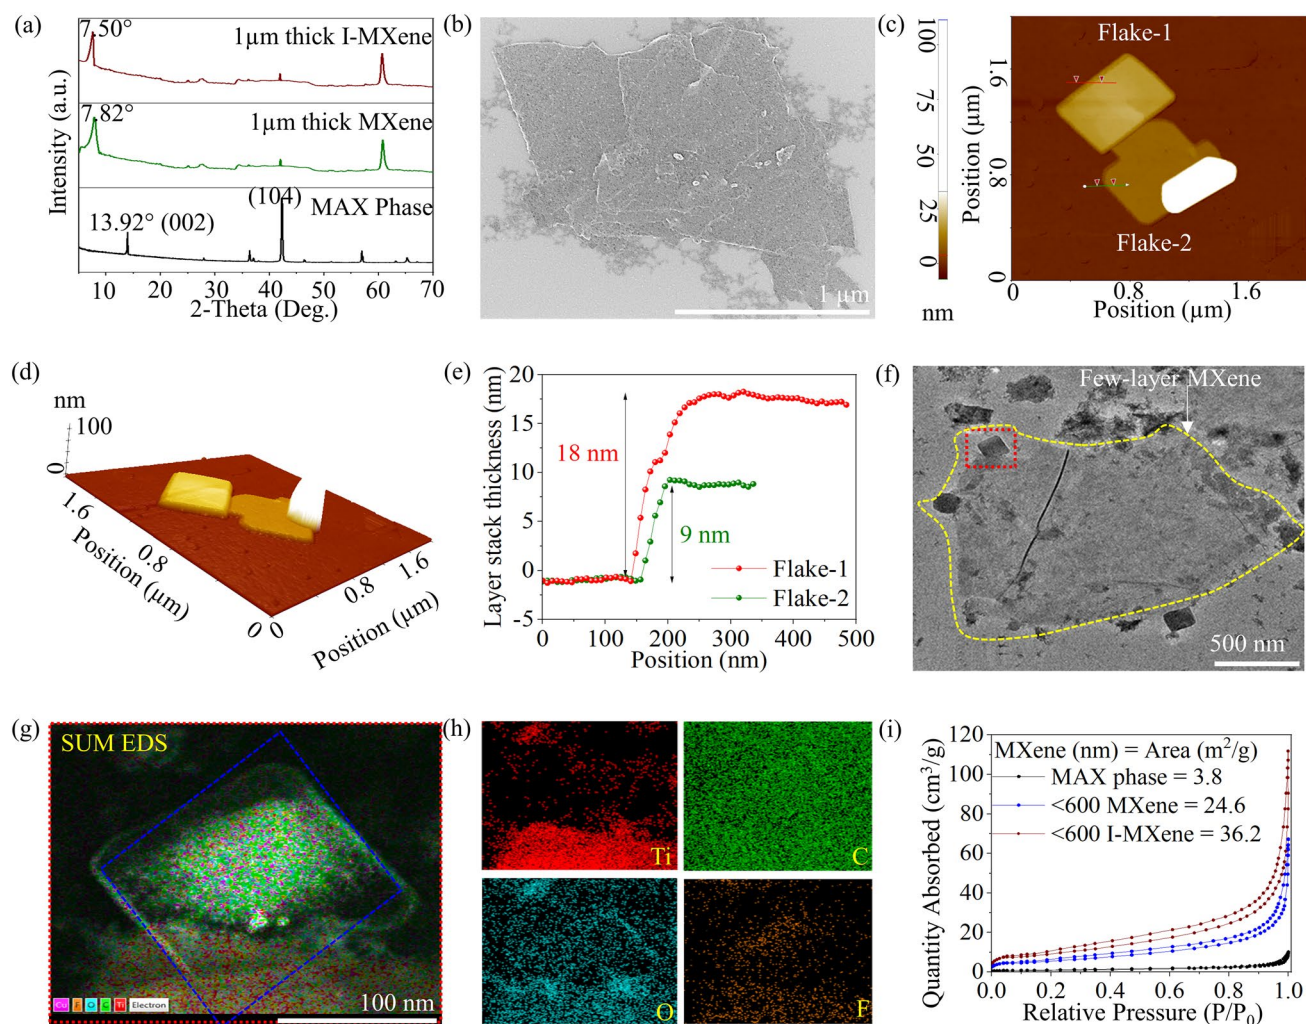 (a)
7.50°
1μm thick I-MXene
7.82°
1μm thick MXene
(104)
13.92° (002)
MAX Phase
Intensity (a.u.)
10 20 30 40 50 60 70
2-Theta (Deg.)
(b)
1 μm
(c)
100
75
50
25
0
nm
Flake-1
Flake-2
1.6
0.8
0
Position (μm)
0 0.8 1.6
Position (μm)
(d)
nm
100
0
1.6
0.8
0
Position (μm)
0
0.8
1.6
Position (μm)
(e)
20
15
10
5
0
-5
Layer stack thickness (nm)
18 nm
9 nm
Flake-1
Flake-2
0 100 200 300 400 500
Position (nm)
(f)
Few-layer MXene
500 nm
(g)
SUM EDS
Cu F O C Ti Electron
100 nm
(h)
Ti
C
O
F
(i)
120
100
80
60
40
20
0
Quantity Absorbed (cm³/g)
MXene (nm) = Area (m²/g)
MAX phase = 3.8
<600 MXene = 24.6
<600 I-MXene = 36.2
0.0 0.2 0.4 0.6 0.8 1.0
Relative Pressure (P/P₀)